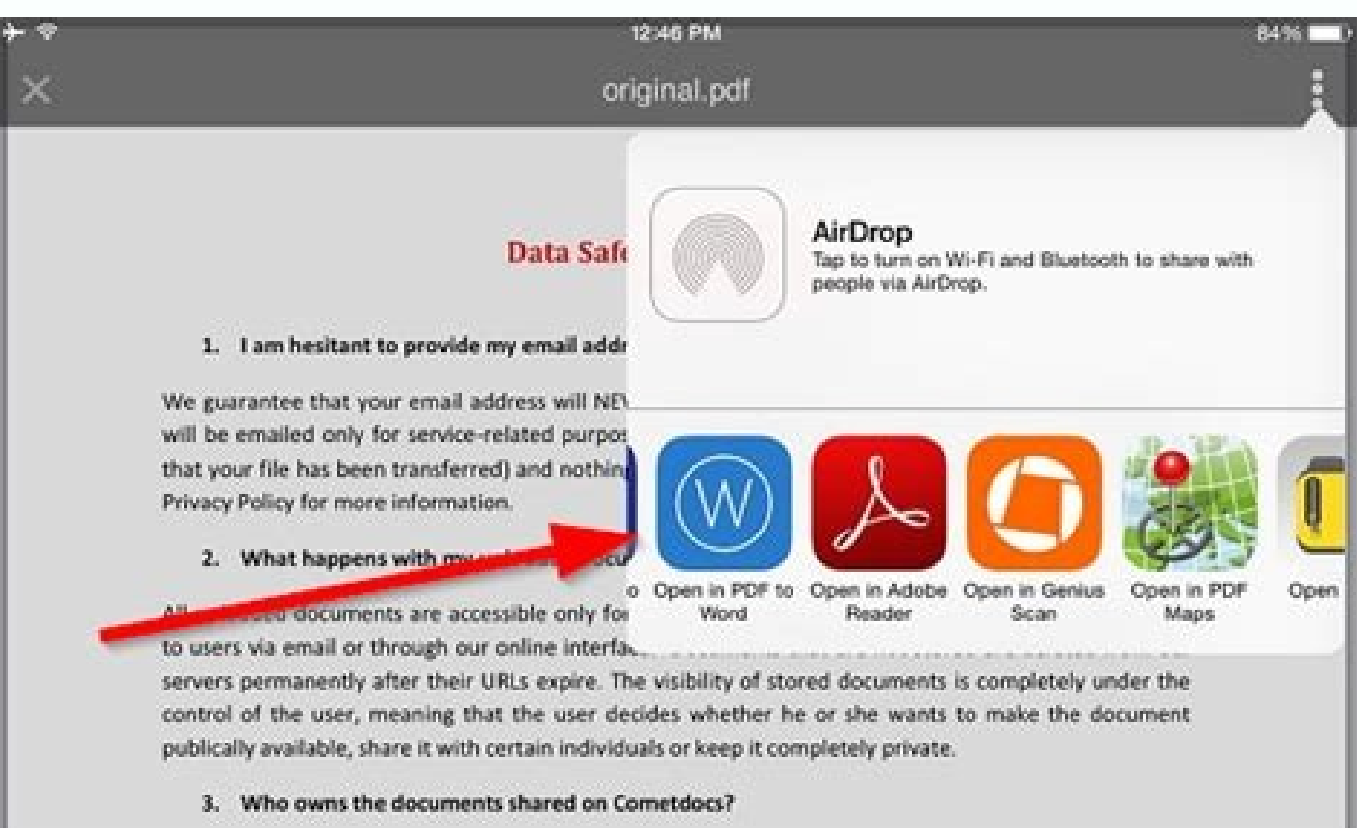 12:46 PM
84%
original.pdf
AirDrop
Tap to turn on Wi-Fi and Bluetooth to share with
people via AirDrop.
Data Safe
1. I am hesitant to provide my email addr
We guarantee that your email address will NEV
will be emailed only for service-related purpos
that your file has been transferred) and nothing
Privacy Policy for more information.
2. What happens with my
documents are accessible only for
to users via email or through our online interfac
servers permanently after their URLs expire. The visibility of stored documents is completely under the
control of the user, meaning that the user decides whether he or she wants to make the document
publically available, share it with certain individuals or keep it completely private.
3. Who owns the documents shared on Cometdocs?
W
o
Open in PDF to
Word
Open in Adobe
Reader
Open in Genius
Scan
Open in PDF
Maps
Open